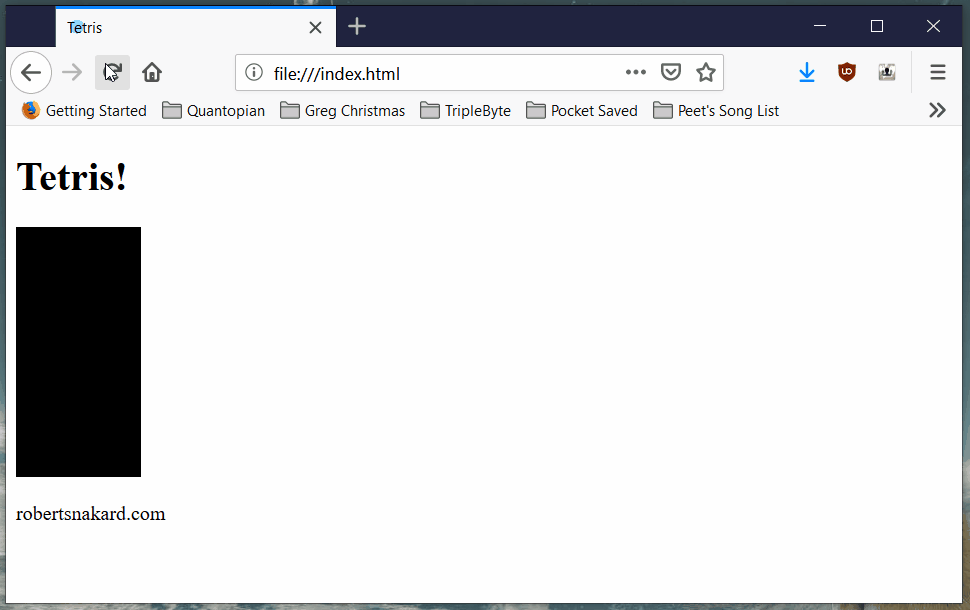 Tetris
file:///index.html
Getting Started Quantopian Greg Christmas TripleByte Pocket Saved Peet's Song List
Tetris!
robertsnakard.com